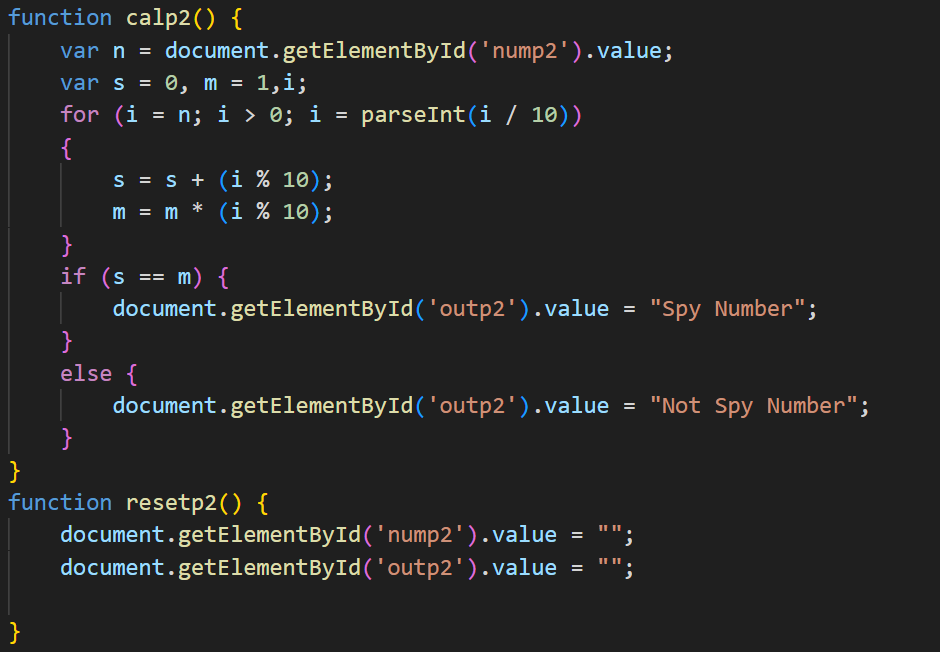 function calp2() {
    var n = document.getElementById('nump2').value;
    var s = 0, m = 1,i;
    for (i = n; i > 0; i = parseInt(i / 10))
    {
        s = s + (i % 10);
        m = m * (i % 10);
    }
    if (s == m) {
        document.getElementById('outp2').value = "Spy Number";
    }
    else {
        document.getElementById('outp2').value = "Not Spy Number";
    }
}
function resetp2() {
    document.getElementById('nump2').value = "";
    document.getElementById('outp2').value = "";

}